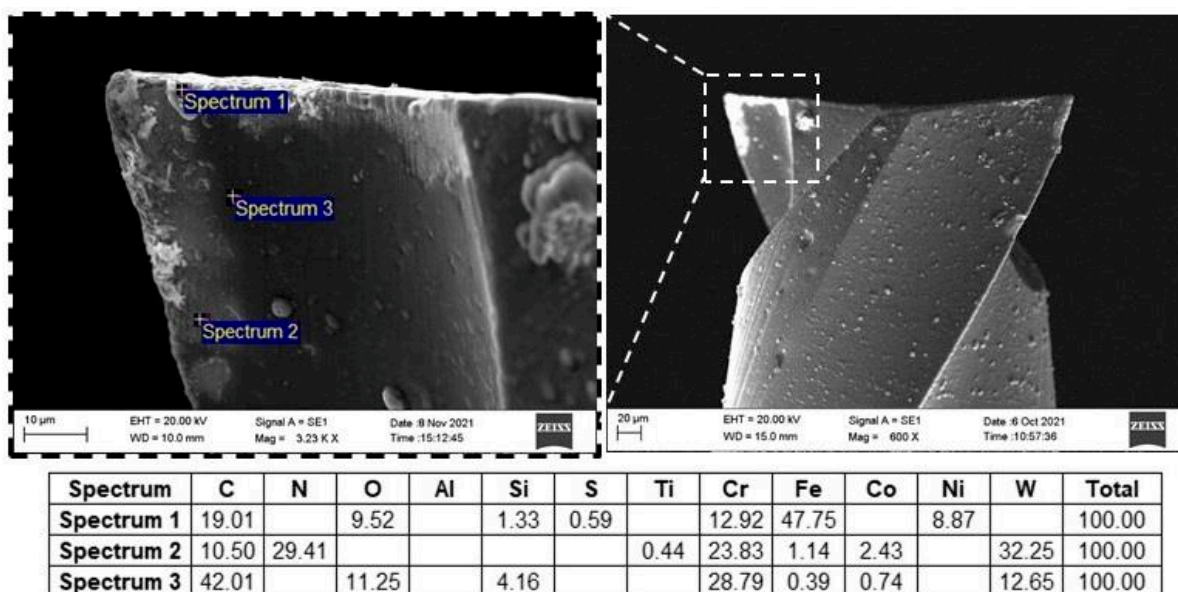 Spectrum 1
Spectrum 3
Spectrum 2
10 µm
EHT = 20.00 kV
WD = 10.0 mm
Signal A = SE1
Mag = 3.23 K X
Date :8 Nov 2021
Time :15:12:45
ZEISS
20 µm
EHT = 20.00 kV
WD = 15.0 mm
Signal A = SE1
Mag = 600 X
Date :6 Oct 2021
Time :10:57:36
ZEISS
Spectrum C N O Al Si S Ti Cr Fe Co Ni W Total
Spectrum 1 19.01 9.52 1.33 0.59 12.92 47.75 8.87 100.00
Spectrum 2 10.50 29.41 0.44 23.83 1.14 2.43 32.25 100.00
Spectrum 3 42.01 11.25 4.16 28.79 0.39 0.74 12.65 100.00